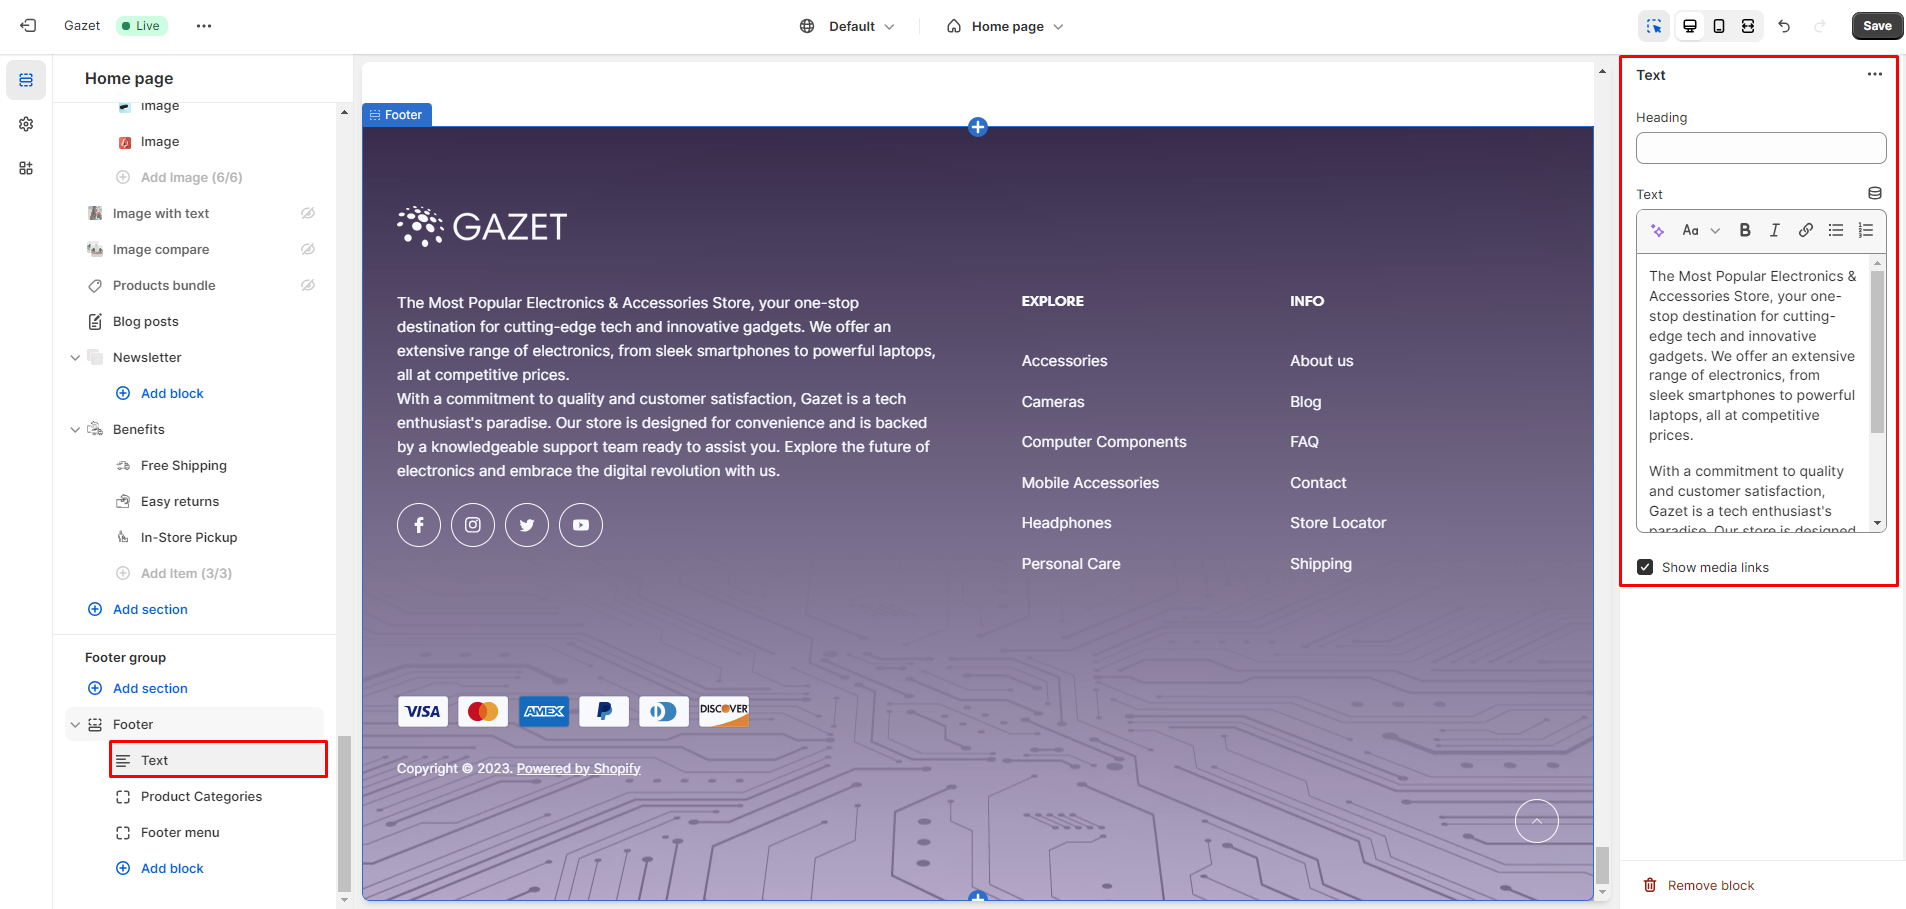 Gazet
Live
Default
Home page
Save
Home page
Image
Image
Add Image (6/6)
Image with text
Image compare
Products bundle
Blog posts
Newsletter
Add block
Benefits
Free Shipping
Easy returns
In-Store Pickup
Add Item (3/3)
Add section
Footer group
Add section
Footer
Text
Product Categories
Footer menu
Add block
Footer
GAZET
The Most Popular Electronics & Accessories Store, your one-stop
destination for cutting-edge tech and innovative gadgets. We offer an
extensive range of electronics, from sleek smartphones to powerful laptops,
all at competitive prices.
With a commitment to quality and customer satisfaction, Gazet is a tech
enthusiast's paradise. Our store is designed for convenience and is backed
by a knowledgeable support team ready to assist you. Explore the future of
electronics and embrace the digital revolution with us.
EXPLORE
Accessories
Cameras
Computer Components
Mobile Accessories
Headphones
Personal Care
INFO
About us
Blog
FAQ
Contact
Store Locator
Shipping
VISA
AMEX
DISCOVER
Copyright © 2023. Powered by Shopify
Text
Heading
Text
Aa
B
I
The Most Popular Electronics &
Accessories Store, your one-
stop destination for cutting-
edge tech and innovative
gadgets. We offer an extensive
range of electronics, from
sleek smartphones to powerful
laptops, all at competitive
prices.
With a commitment to quality
and customer satisfaction,
Gazet is a tech enthusiast's
paradise. Our store is designed
Show media links
Remove block